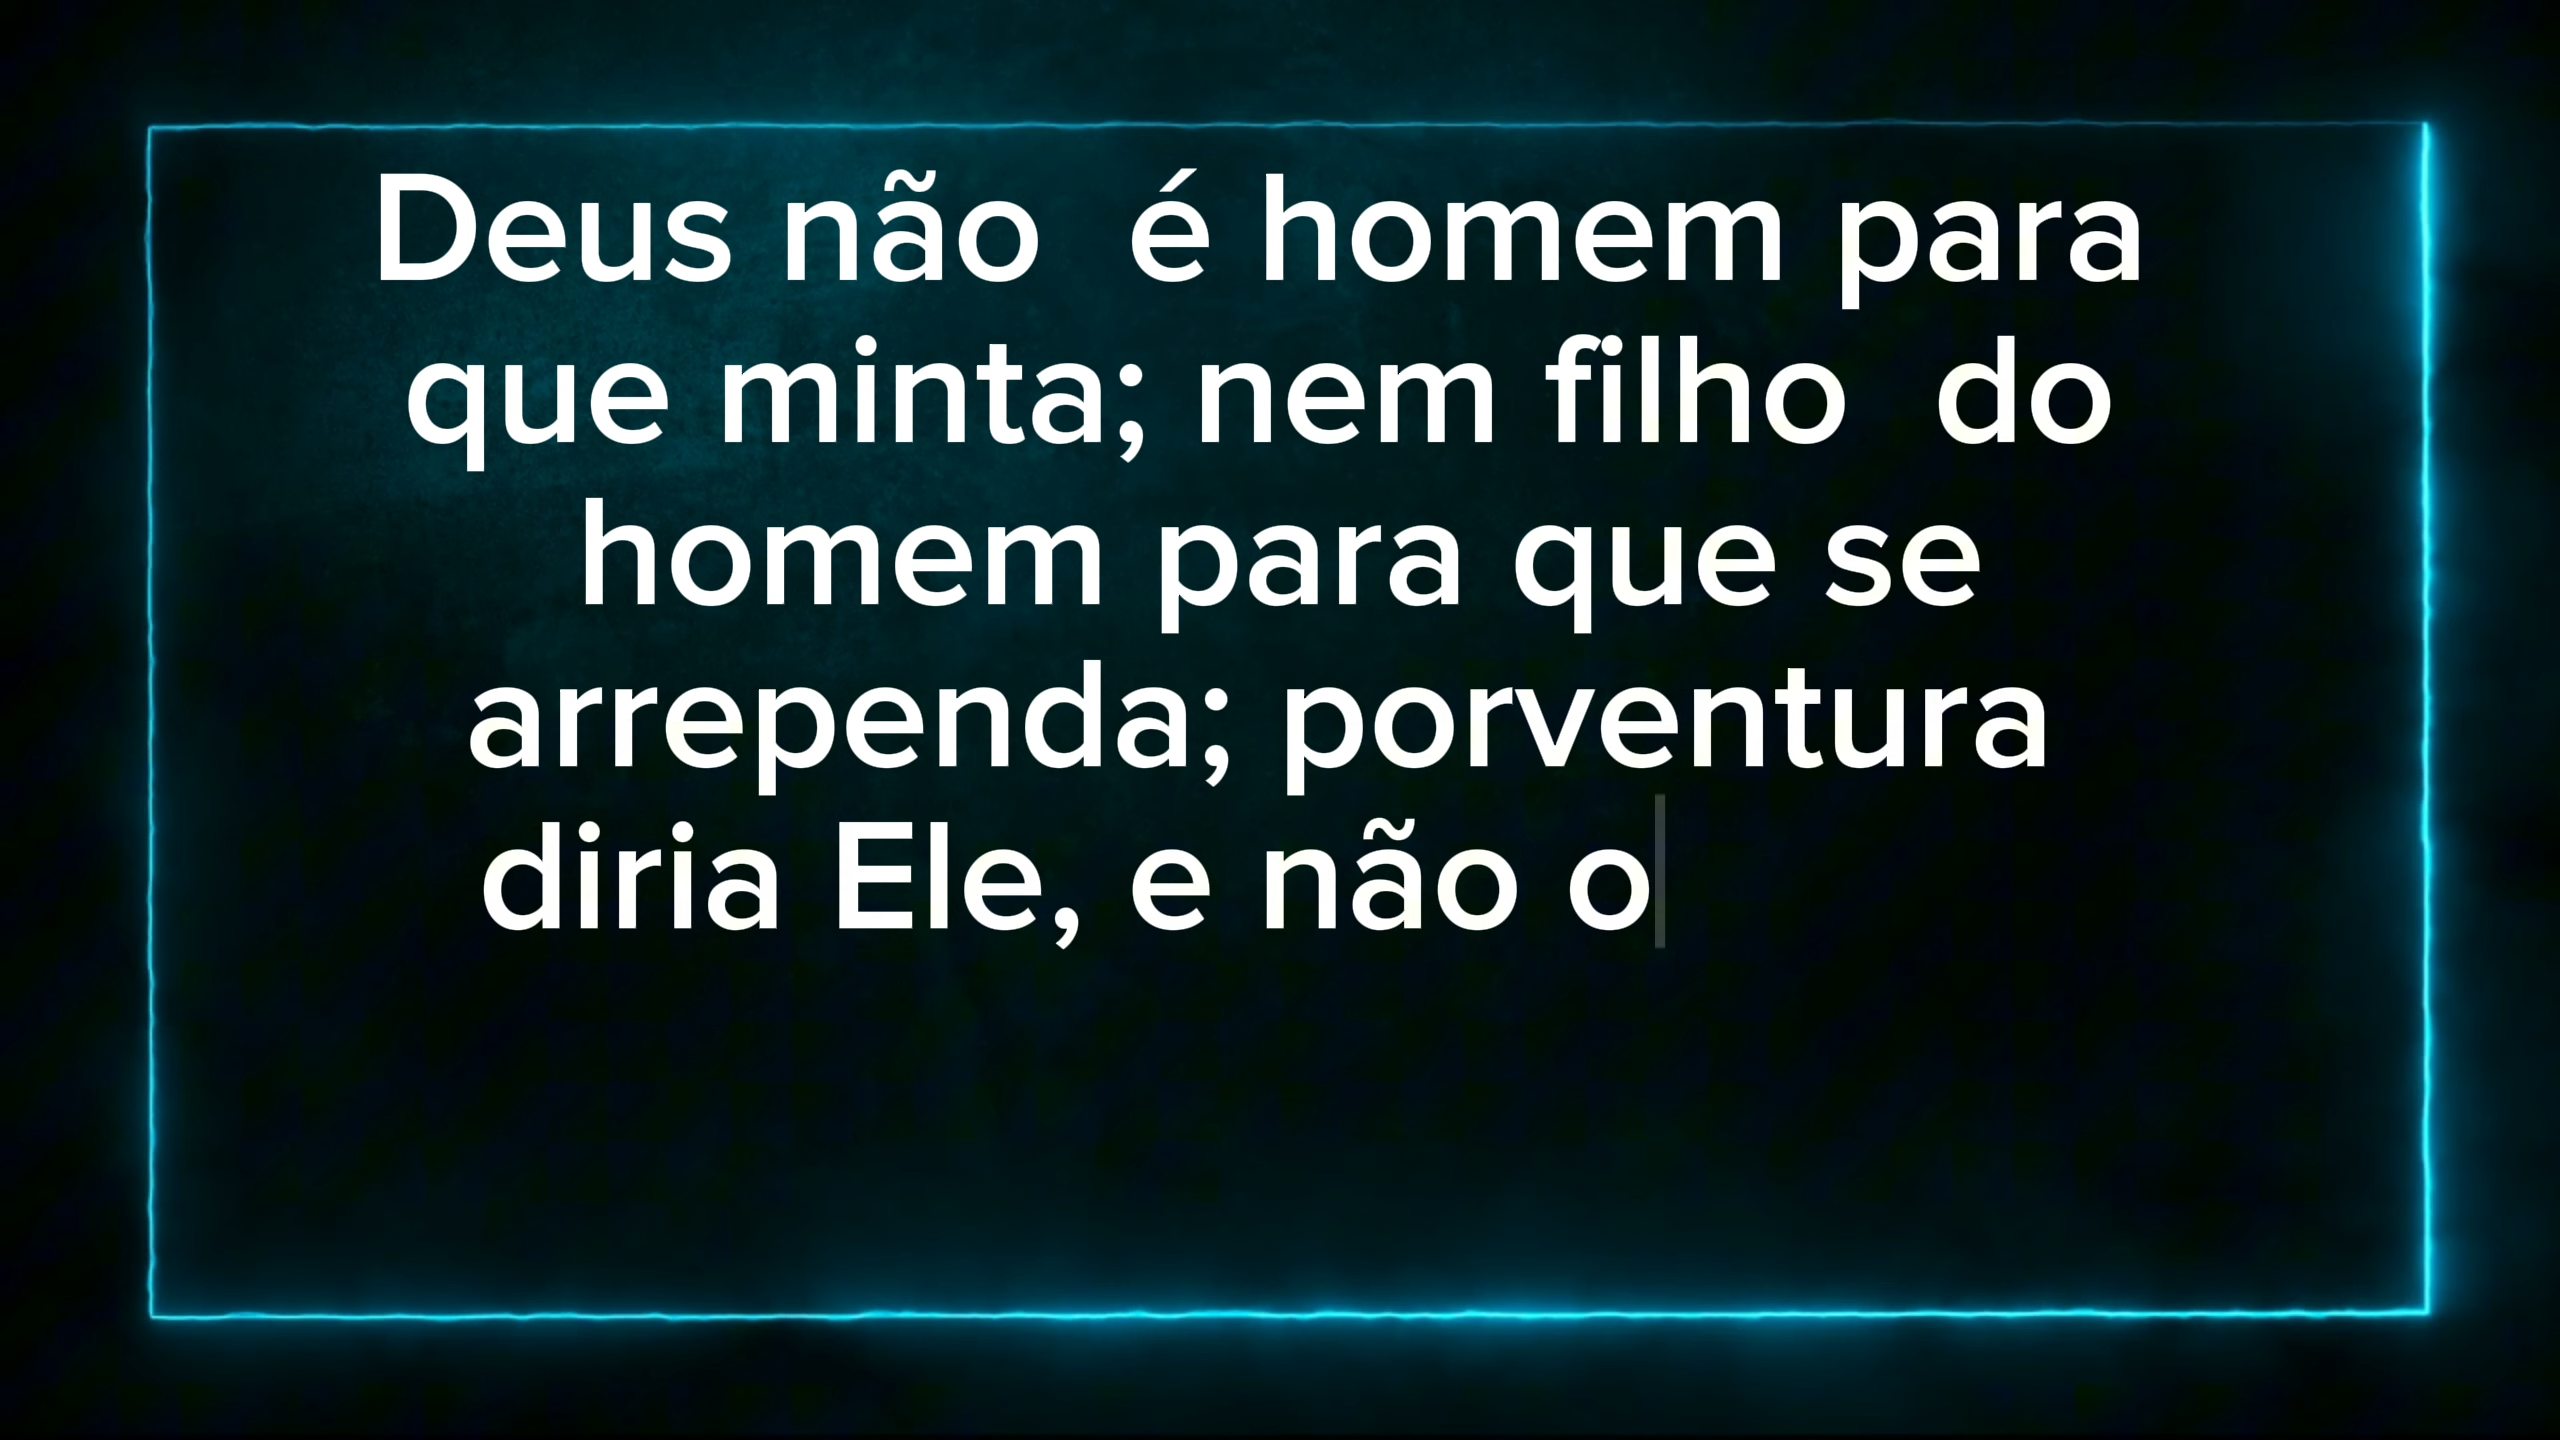 Deus não  é homem para
que minta; nem filho  do
homem para que se
arrependa; porventura
diria Ele, e não o